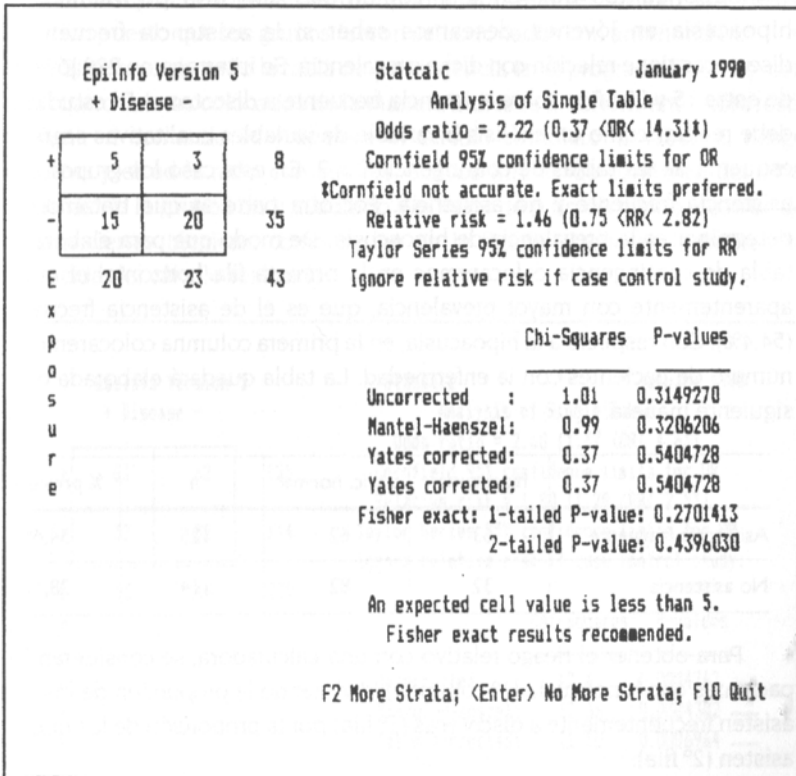 EpiInfo Version 5 Statcalc January 1990
+ Disease - Analysis of Single Table
Odds ratio = 2.22 (0.37 <OR< 14.31*)
+ 5 3 8 Cornfield 95% confidence limits for OR
*Cornfield not accurate. Exact limits preferred.
- 15 20 35 Relative risk = 1.46 (0.75 <RR< 2.82)
Taylor Series 95% confidence limits for RR
E 20 23 43 Ignore relative risk if case control study.
x
p Chi-Squares P-values
o
s Uncorrected : 1.01 0.3149270
u Mantel-Haenszel: 0.99 0.3206206
r Yates corrected: 0.37 0.5404728
e Yates corrected: 0.37 0.5404728
Fisher exact: 1-tailed P-value: 0.2701413
2-tailed P-value: 0.4396030
An expected cell value is less than 5.
Fisher exact results recommended.
F2 More Strata; <Enter> No More Strata; F10 Quit